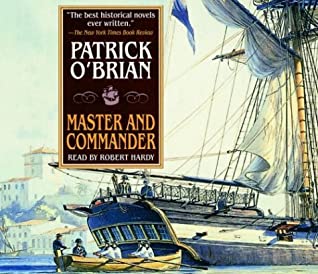 "The best historical novels
ever written."
—The New York Times Book Review
PATRICK
O'BRIAN
MASTER AND
COMMANDER
READ BY ROBERT HARDY